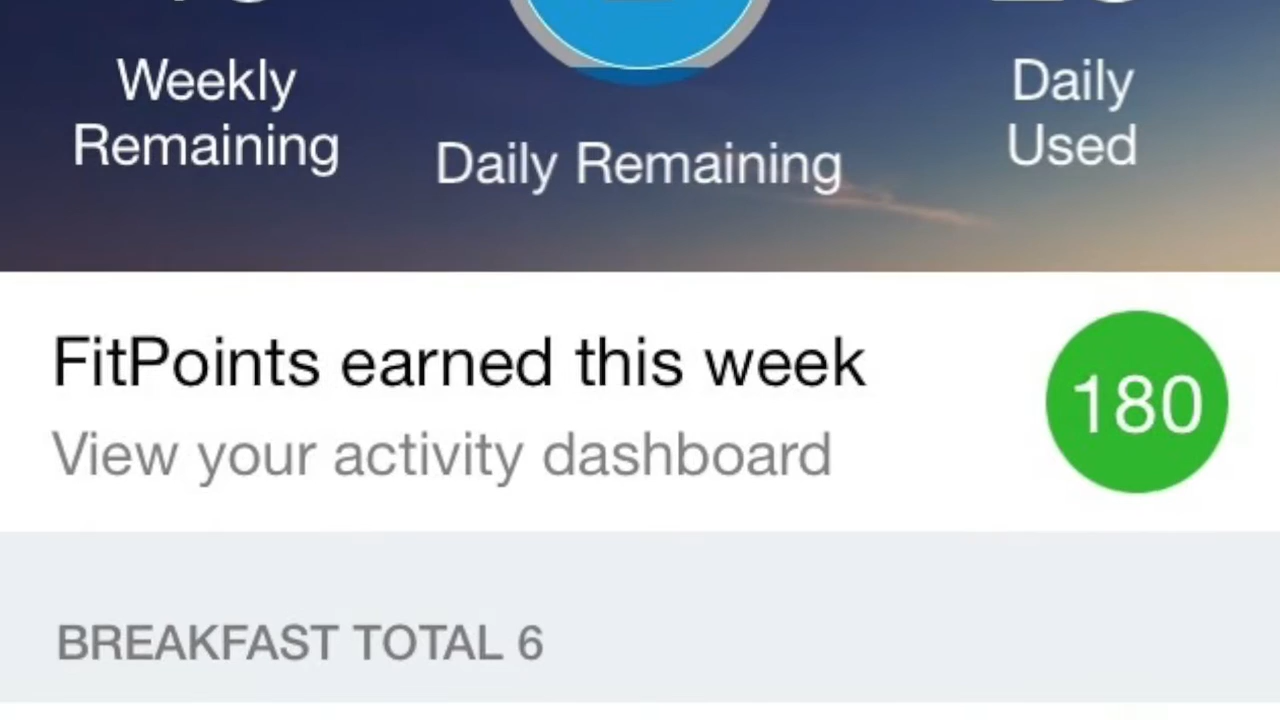 Weekly
Remaining
Daily Remaining
Daily
Used
FitPoints earned this week
180
View your activity dashboard
BREAKFAST TOTAL 6